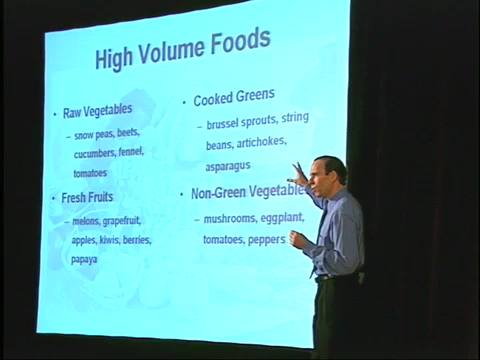 High Volume Foods
• Raw Vegetables
– snow peas, beets,
cucumbers, fennel,
tomatoes
• Fresh Fruits
– melons, grapefruit,
apples, kiwis, berries,
papaya
• Cooked Greens
– brussel sprouts, string
beans, artichokes,
asparagus
• Non-Green Vegetables
– mushrooms, eggplant,
tomatoes, peppers